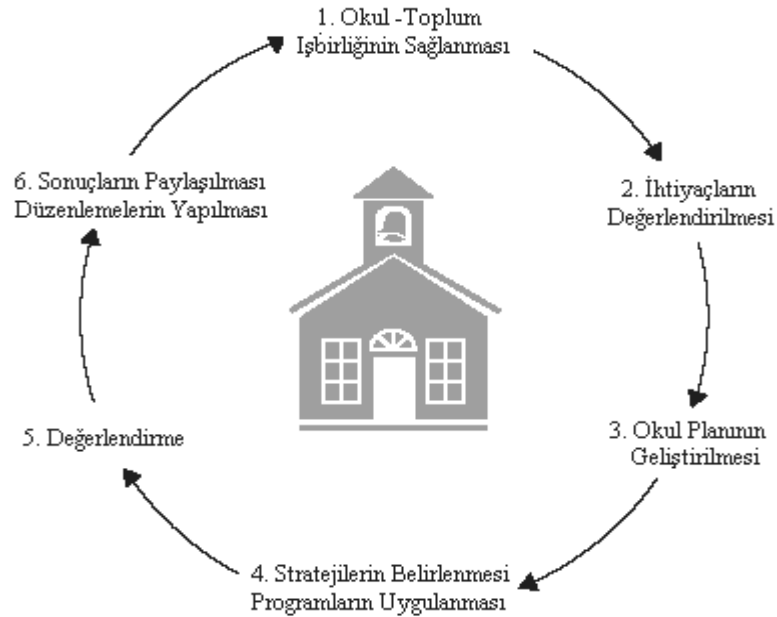 1. Okul -Toplum
Işbirliğinin Sağlanması
2. İhtiyaçların
Değerlendirilmesi
3. Okul Planının
Geliştirilmesi
4. Stratejilerin Belirlenmesi
Programların Uygulanması
5. Değerlendirme
6. Sonuçların Paylaşılması
Düzenlemelerin Yapılması